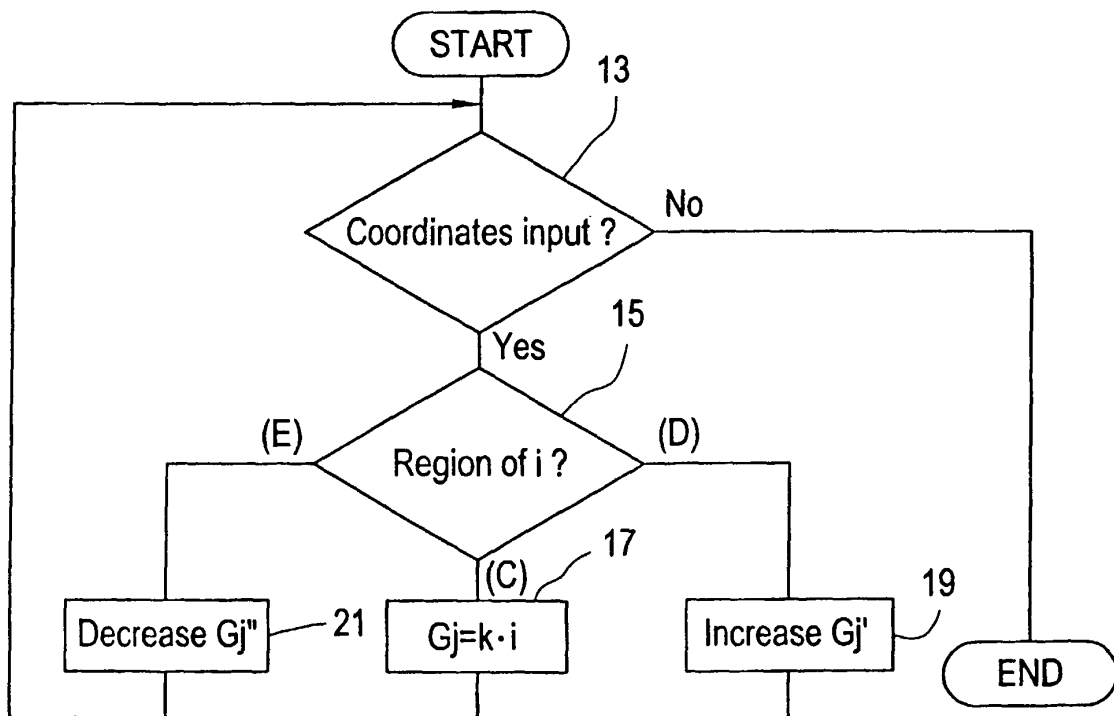 START
13
Coordinates input ?
No
Yes
15
(E)
Region of i ?
(D)
(C)
17
Decrease Gj"
21
Gj=k·i
Increase Gj'
19
END